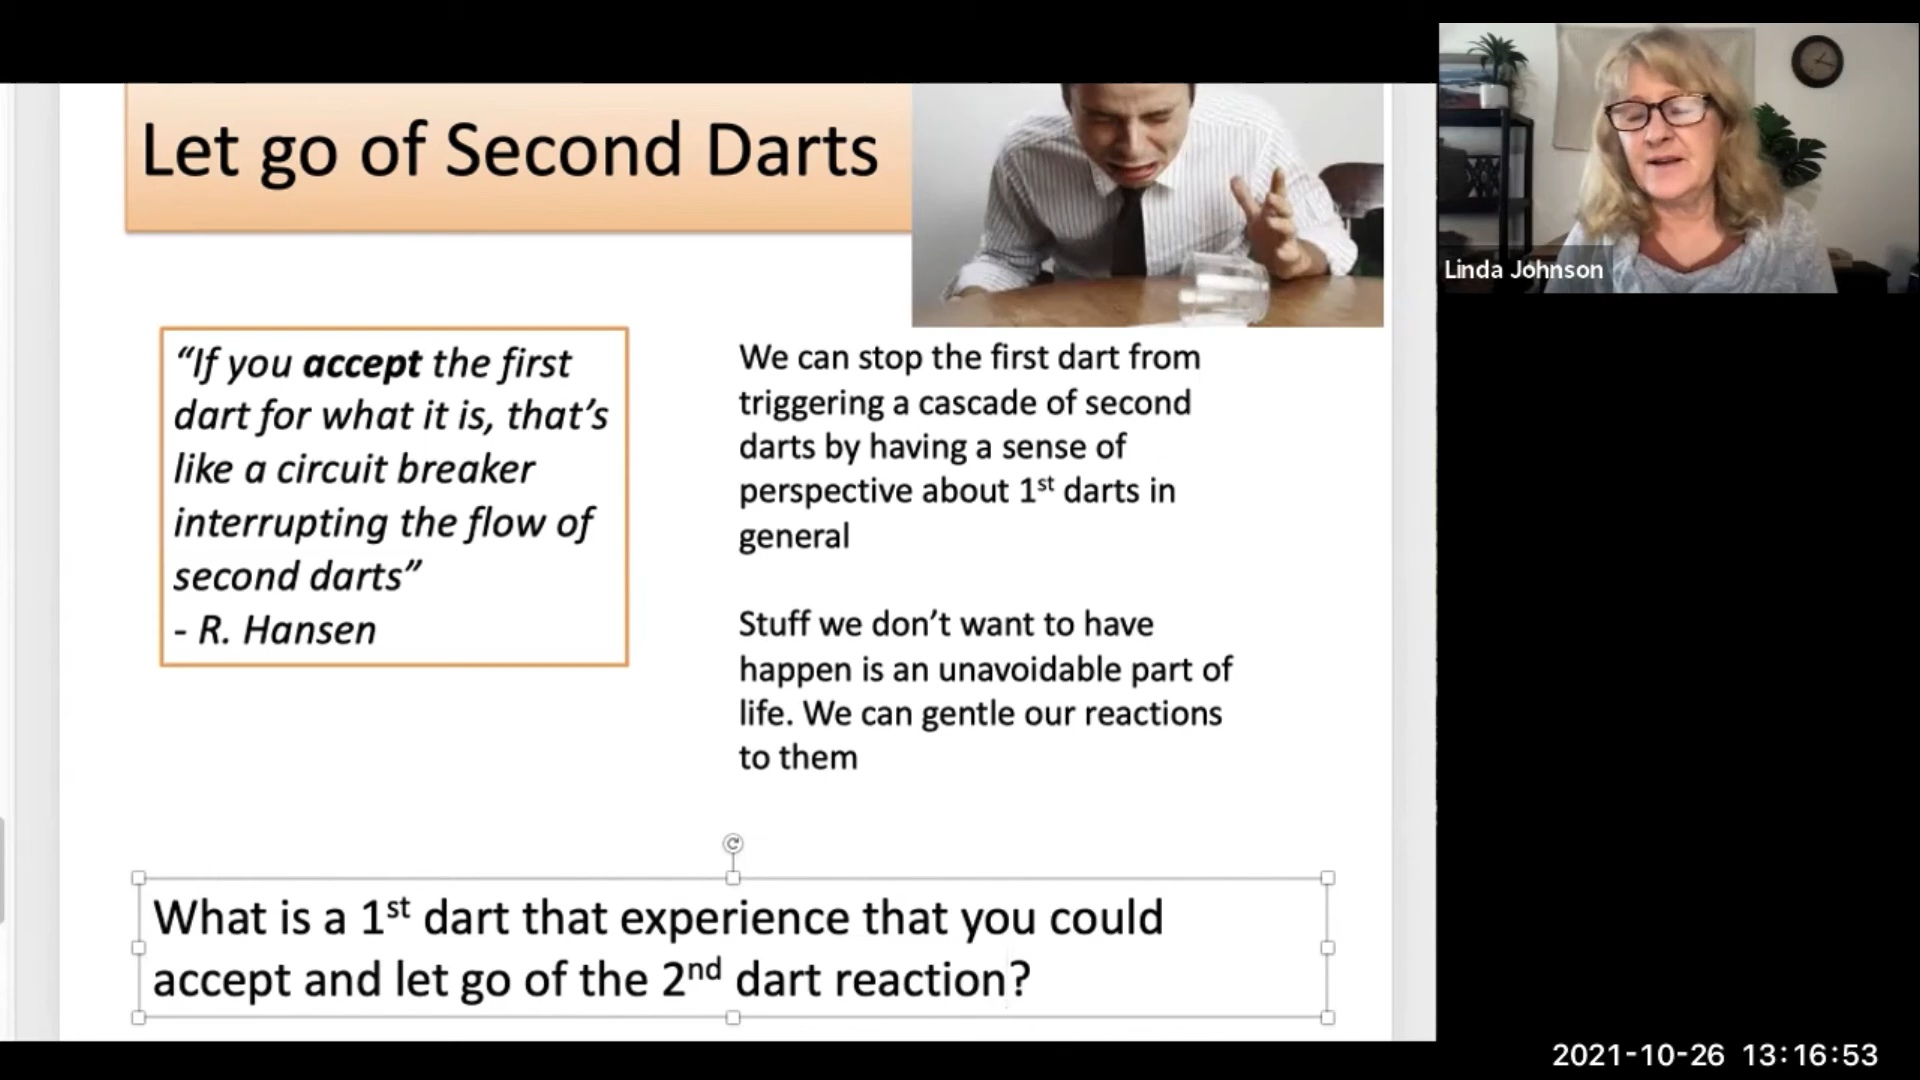 Let go of Second Darts
“If you accept the first
dart for what it is, that’s
like a circuit breaker
interrupting the flow of
second darts”
- R. Hansen
We can stop the first dart from
triggering a cascade of second
darts by having a sense of
perspective about 1st darts in
general
Stuff we don’t want to have
happen is an unavoidable part of
life. We can gentle our reactions
to them
What is a 1st dart that experience that you could
accept and let go of the 2nd dart reaction?
Linda Johnson
2021-10-26 13:16:53